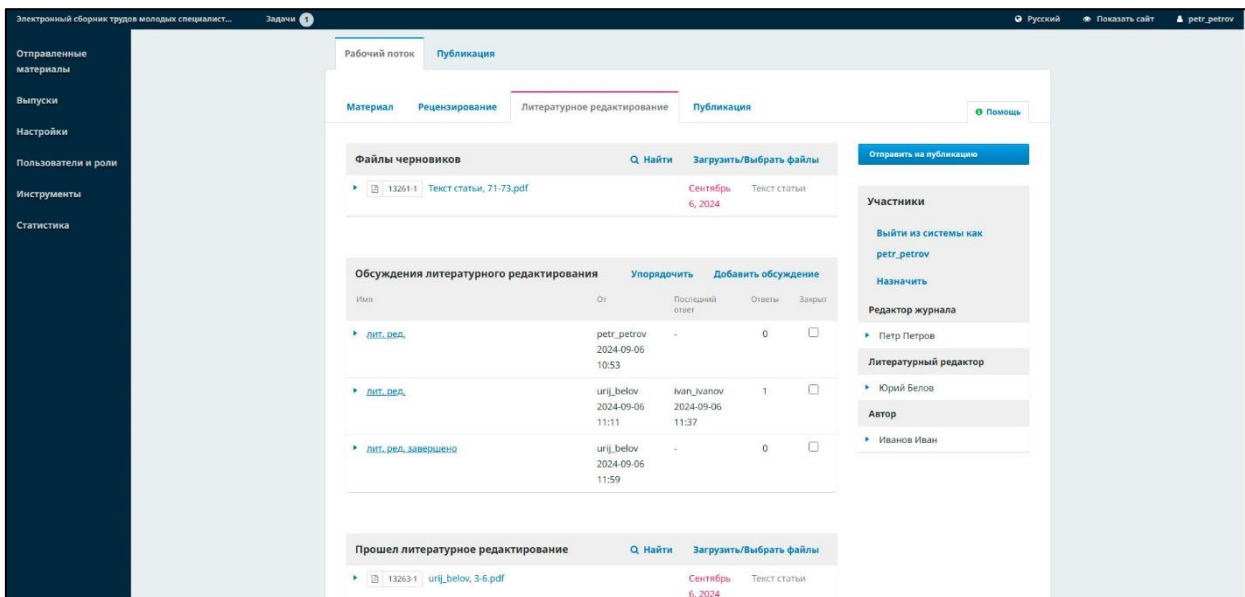 Электронный сборник трудов молодых специалист... Задачи 1 Русский Показать сайт petr_petrov
Отправленные
материалы
Выпуски
Настройки
Пользователи и роли
Инструменты
Статистика
Рабочий поток Публикация
Материал Рецензирование Литературное редактирование Публикация
Помощь
Файлы черновиков Найти Загрузить/Выбрать файлы
13261-1 Текст статьи, 71-73.pdf Сентябрь Текст статьи
6, 2024
Обсуждения литературного редактирования Упорядочить Добавить обсуждение
Имя От Последний Ответы Закрыт
ответ
лит. ред. petr_petrov - 0
2024-09-06
10:53
лит. ред. urij_belov ivan_ivanov 1
2024-09-06 2024-09-06
11:11 11:37
лит. ред. завершено urij_belov - 0
2024-09-06
11:59
Прошел литературное редактирование Найти Загрузить/Выбрать файлы
13263-1 urij_belov, 3-6.pdf Сентябрь Текст статьи
6, 2024
Отправить на публикацию
Участники
Выйти из системы как
petr_petrov
Назначить
Редактор журнала
Петр Петров
Литературный редактор
Юрий Белов
Автор
Иванов Иван